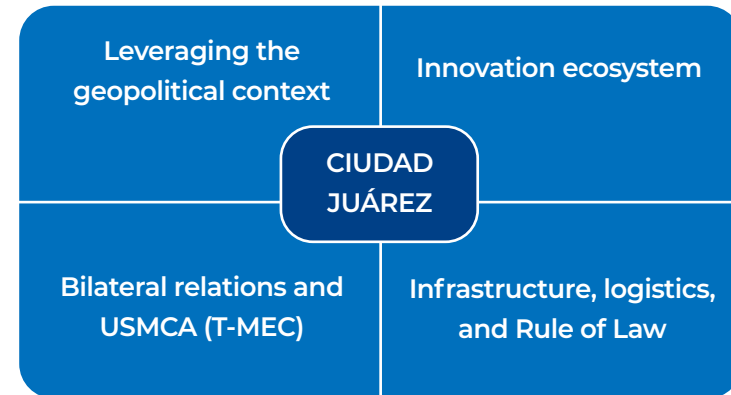 Leveraging the
geopolitical context
Innovation ecosystem
CIUDAD
JUÁREZ
Bilateral relations and
USMCA (T-MEC)
Infrastructure, logistics,
and Rule of Law